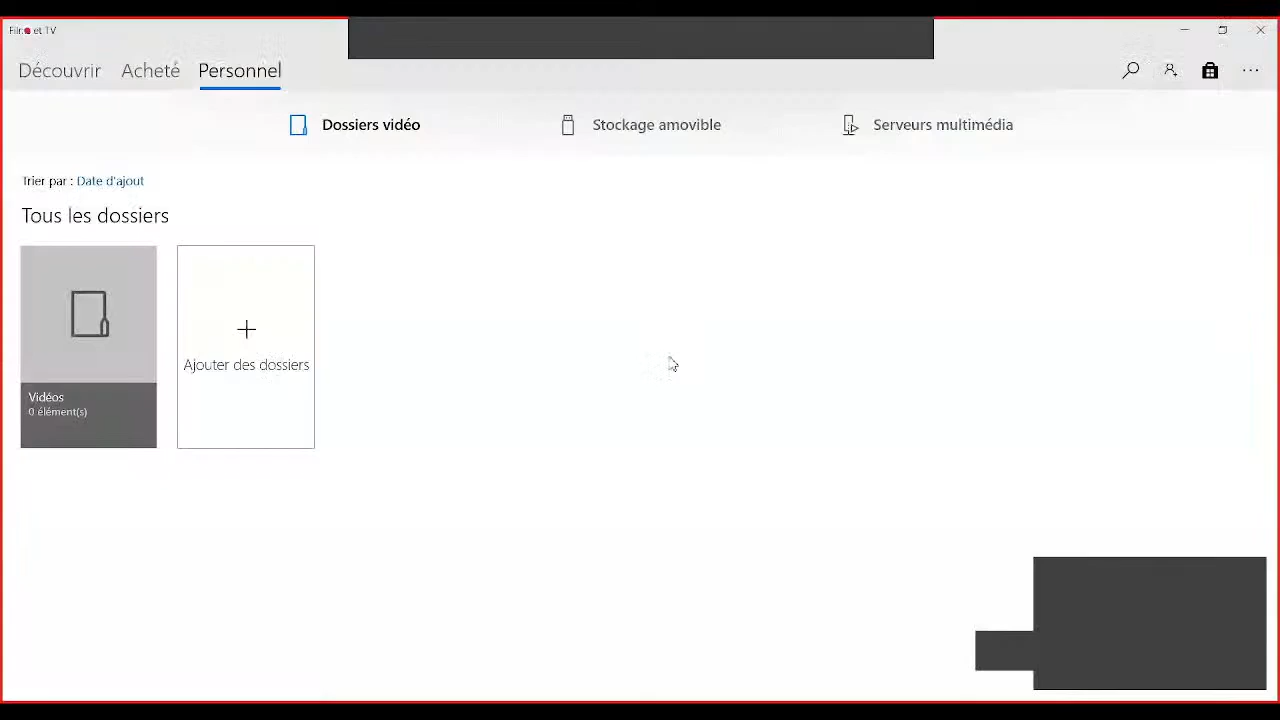 Films et TV
Découvrir Acheté Personnel
Dossiers vidéo Stockage amovible Serveurs multimédia
Trier par : Date d'ajout
Tous les dossiers
Ajouter des dossiers
Vidéos
0 élément(s)